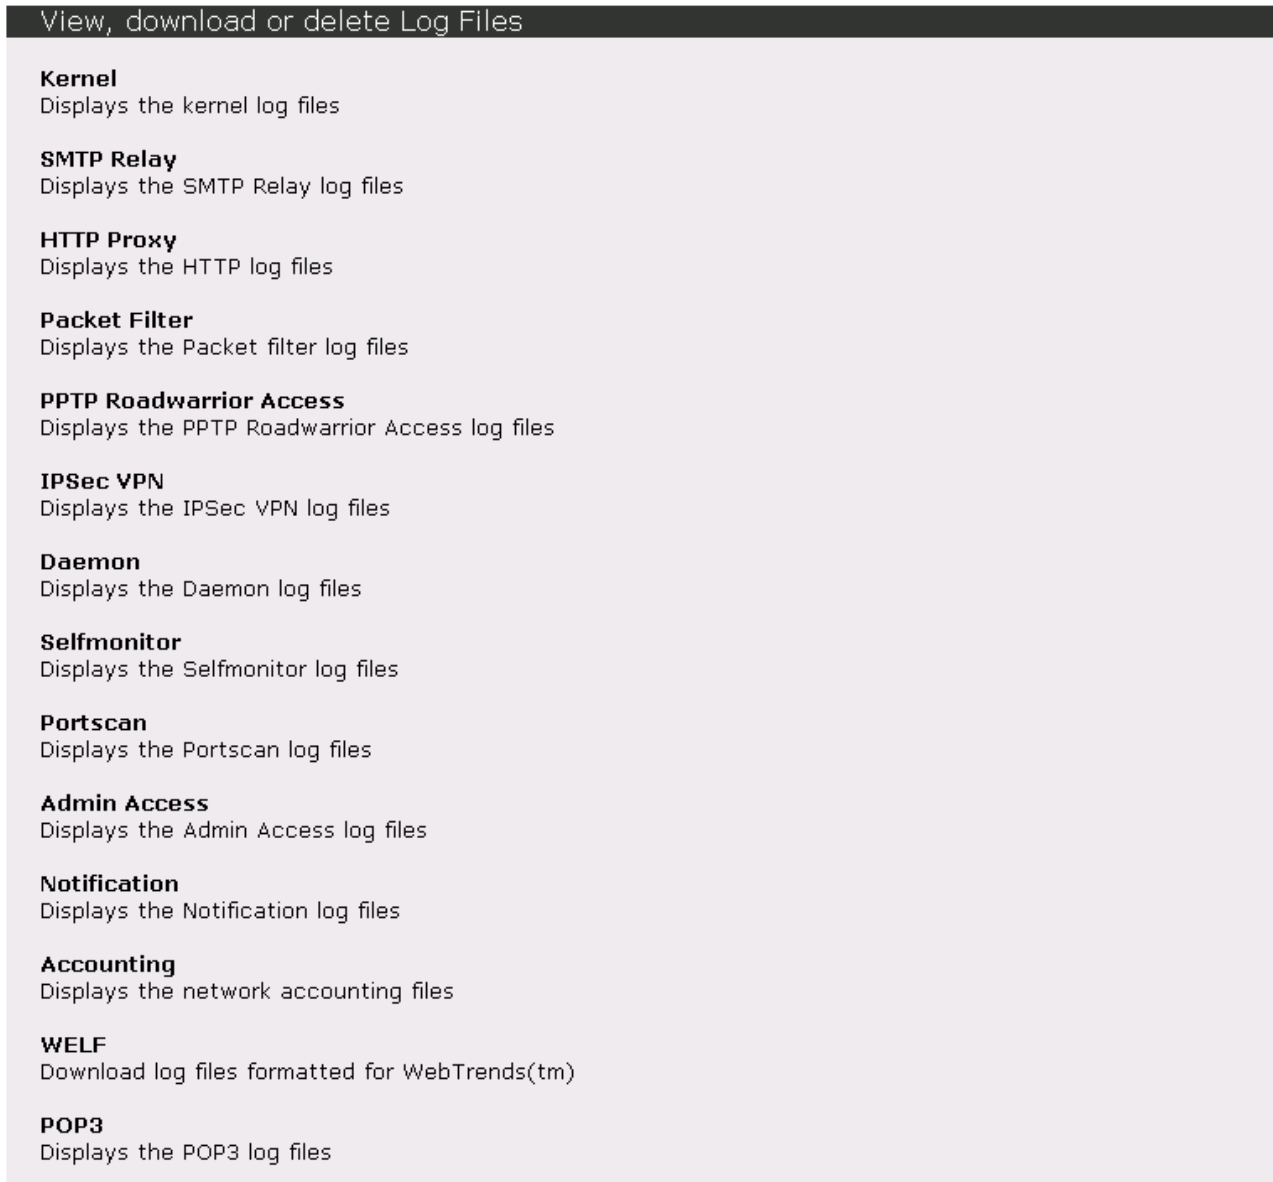 View, download or delete Log Files
Kernel
Displays the kernel log files
SMTP Relay
Displays the SMTP Relay log files
HTTP Proxy
Displays the HTTP log files
Packet Filter
Displays the Packet filter log files
PPTP Roadwarrior Access
Displays the PPTP Roadwarrior Access log files
IPSec VPN
Displays the IPSec VPN log files
Daemon
Displays the Daemon log files
Selfmonitor
Displays the Selfmonitor log files
Portscan
Displays the Portscan log files
Admin Access
Displays the Admin Access log files
Notification
Displays the Notification log files
Accounting
Displays the network accounting files
WELF
Download log files formatted for WebTrends(tm)
POP3
Displays the POP3 log files